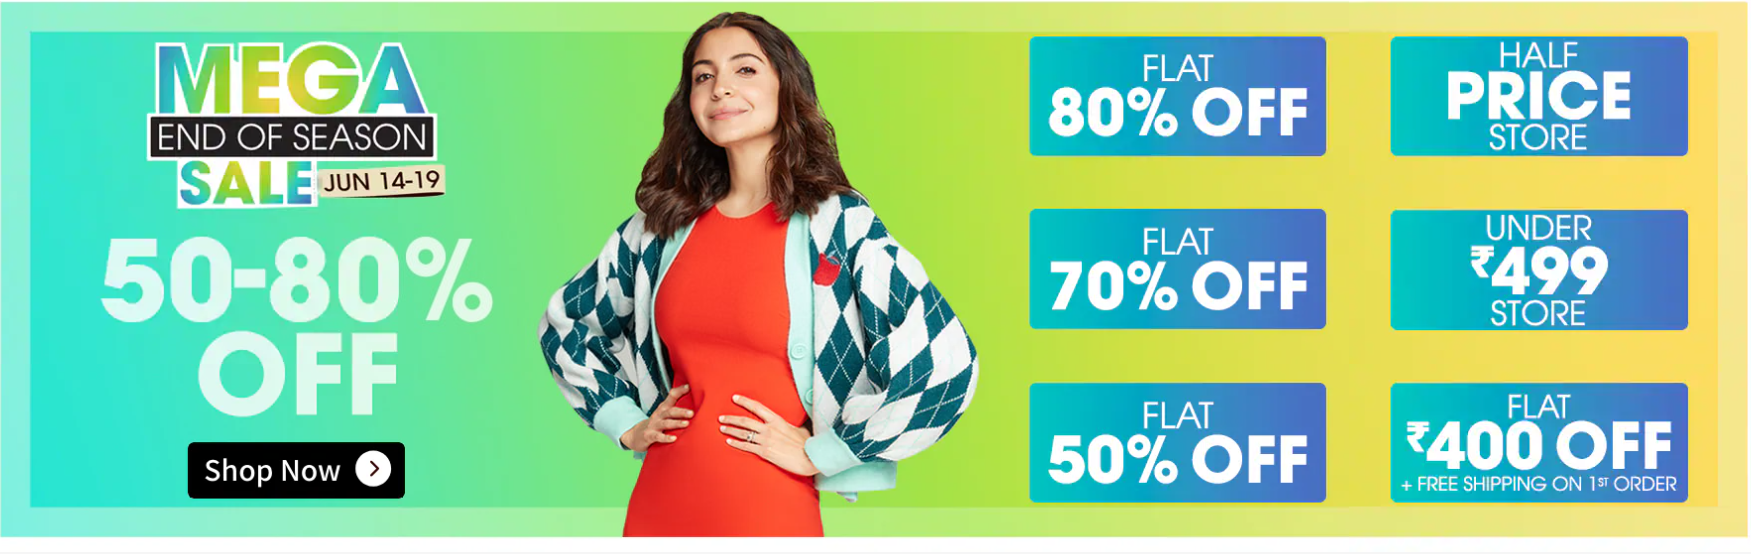 MEGA
END OF SEASON
SALE JUN 14-19
50-80%
OFF
Shop Now
FLAT
80% OFF
HALF
PRICE
STORE
FLAT
70% OFF
UNDER
₹499
STORE
FLAT
50% OFF
FLAT
₹400 OFF
+ FREE SHIPPING ON 1ST ORDER